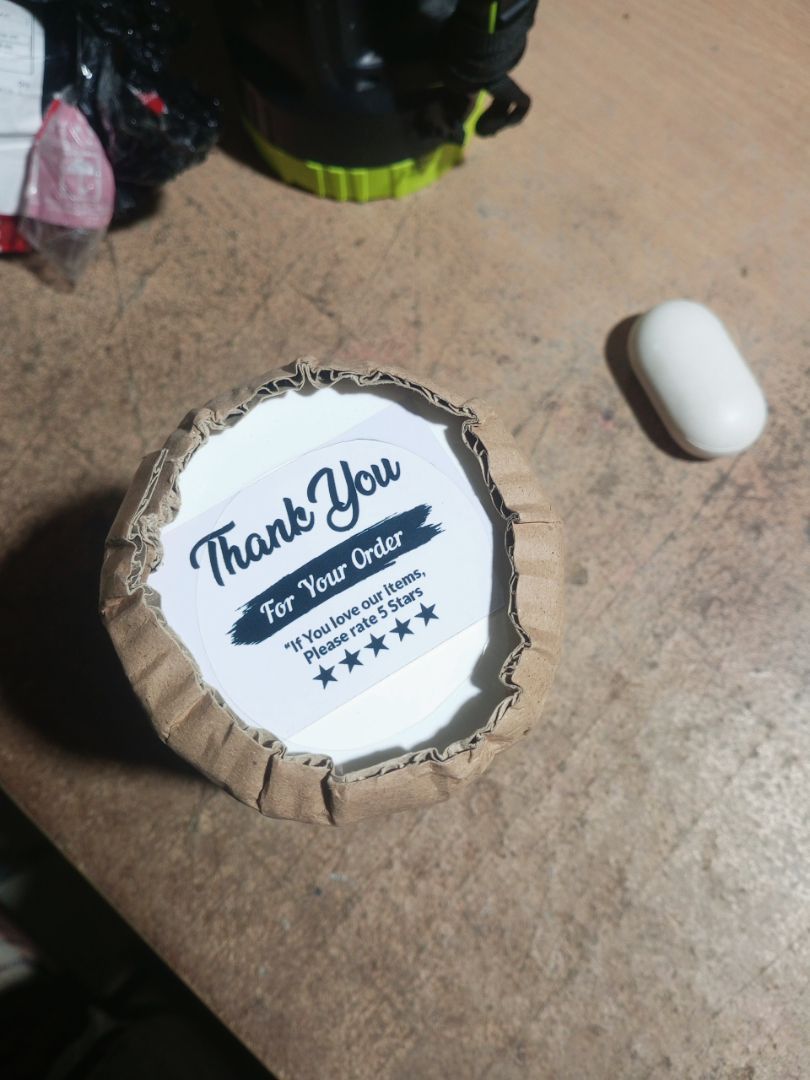 Thank You
For Your Order
"If You love our items,
Please rate 5 Stars